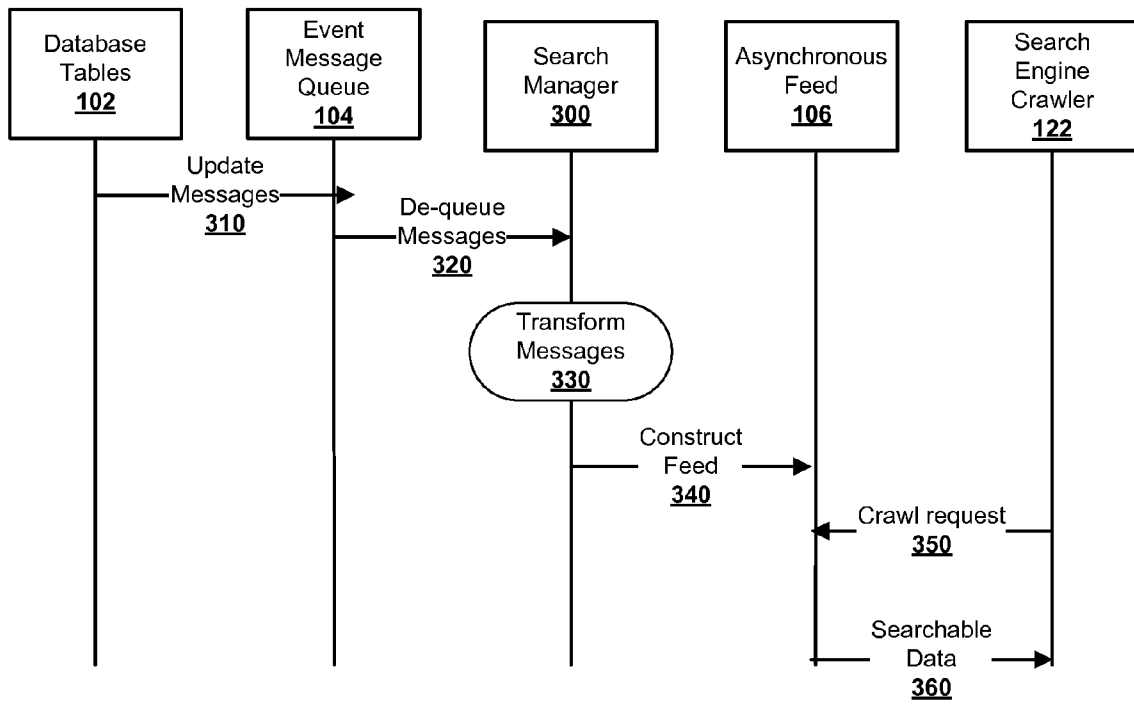 Database
Tables
102
Event
Message
Queue
104
Search
Manager
300
Asynchronous
Feed
106
Search
Engine
Crawler
122
Update
Messages
310
De-queue
Messages
320
Transform
Messages
330
Construct
Feed
340
Crawl request
350
Searchable
Data
360